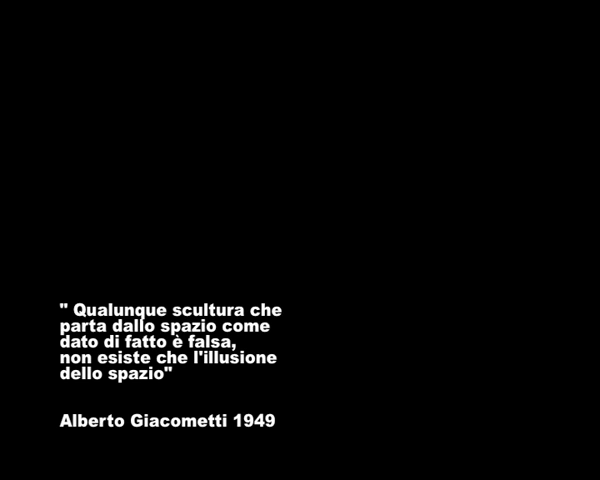 " Qualunque scultura che
parta dallo spazio come
dato di fatto è falsa,
non esiste che l'illusione
dello spazio"
Alberto Giacometti 1949